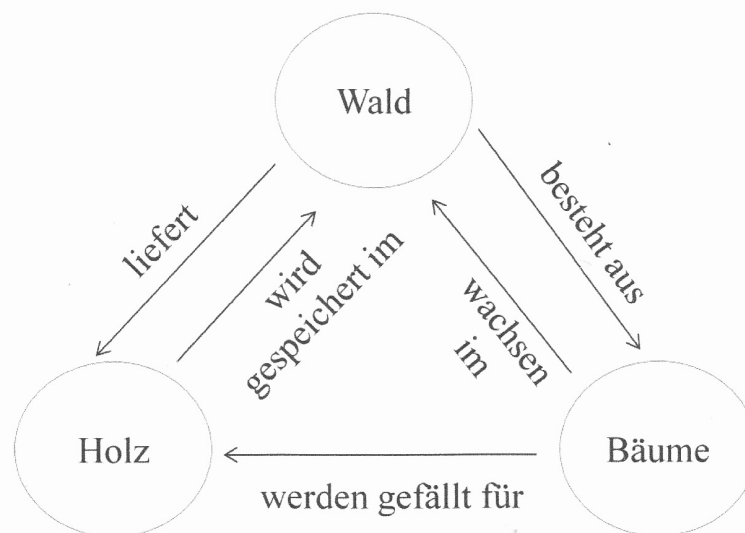 Wald
liefert
besteht aus
wird
gespeichert im
wachsen
im
Holz
Bäume
werden gefällt für